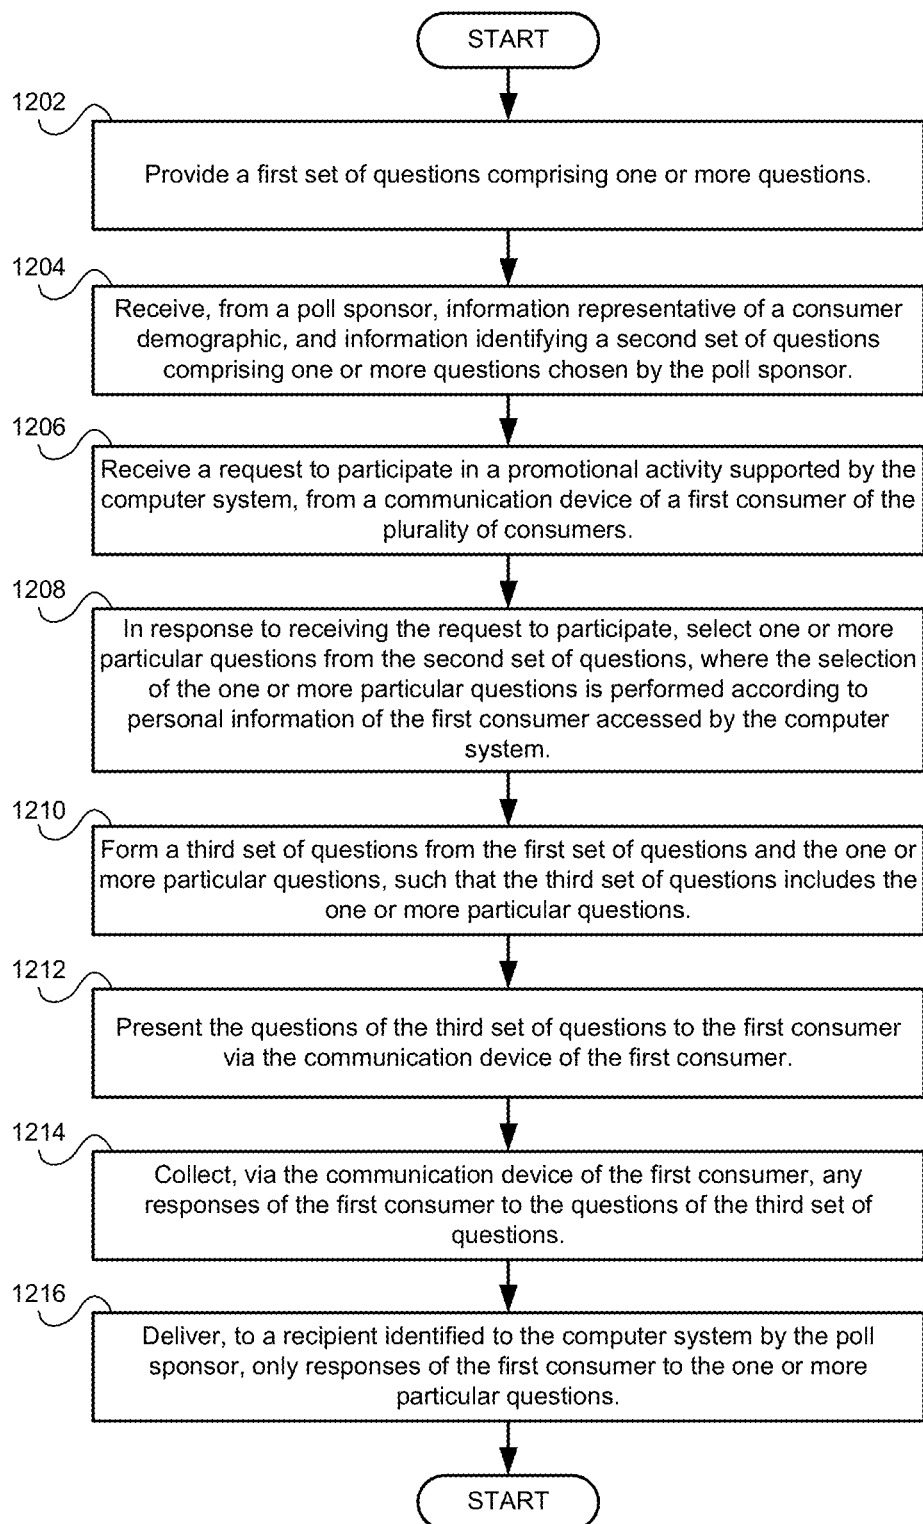 START
1202
Provide a first set of questions comprising one or more questions.
1204
Receive, from a poll sponsor, information representative of a consumer
demographic, and information identifying a second set of questions
comprising one or more questions chosen by the poll sponsor.
1206
Receive a request to participate in a promotional activity supported by the
computer system, from a communication device of a first consumer of the
plurality of consumers.
1208
In response to receiving the request to participate, select one or more
particular questions from the second set of questions, where the selection
of the one or more particular questions is performed according to
personal information of the first consumer accessed by the computer
system.
1210
Form a third set of questions from the first set of questions and the one or
more particular questions, such that the third set of questions includes the
one or more particular questions.
1212
Present the questions of the third set of questions to the first consumer
via the communication device of the first consumer.
1214
Collect, via the communication device of the first consumer, any
responses of the first consumer to the questions of the third set of
questions.
1216
Deliver, to a recipient identified to the computer system by the poll
sponsor, only responses of the first consumer to the one or more
particular questions.
START